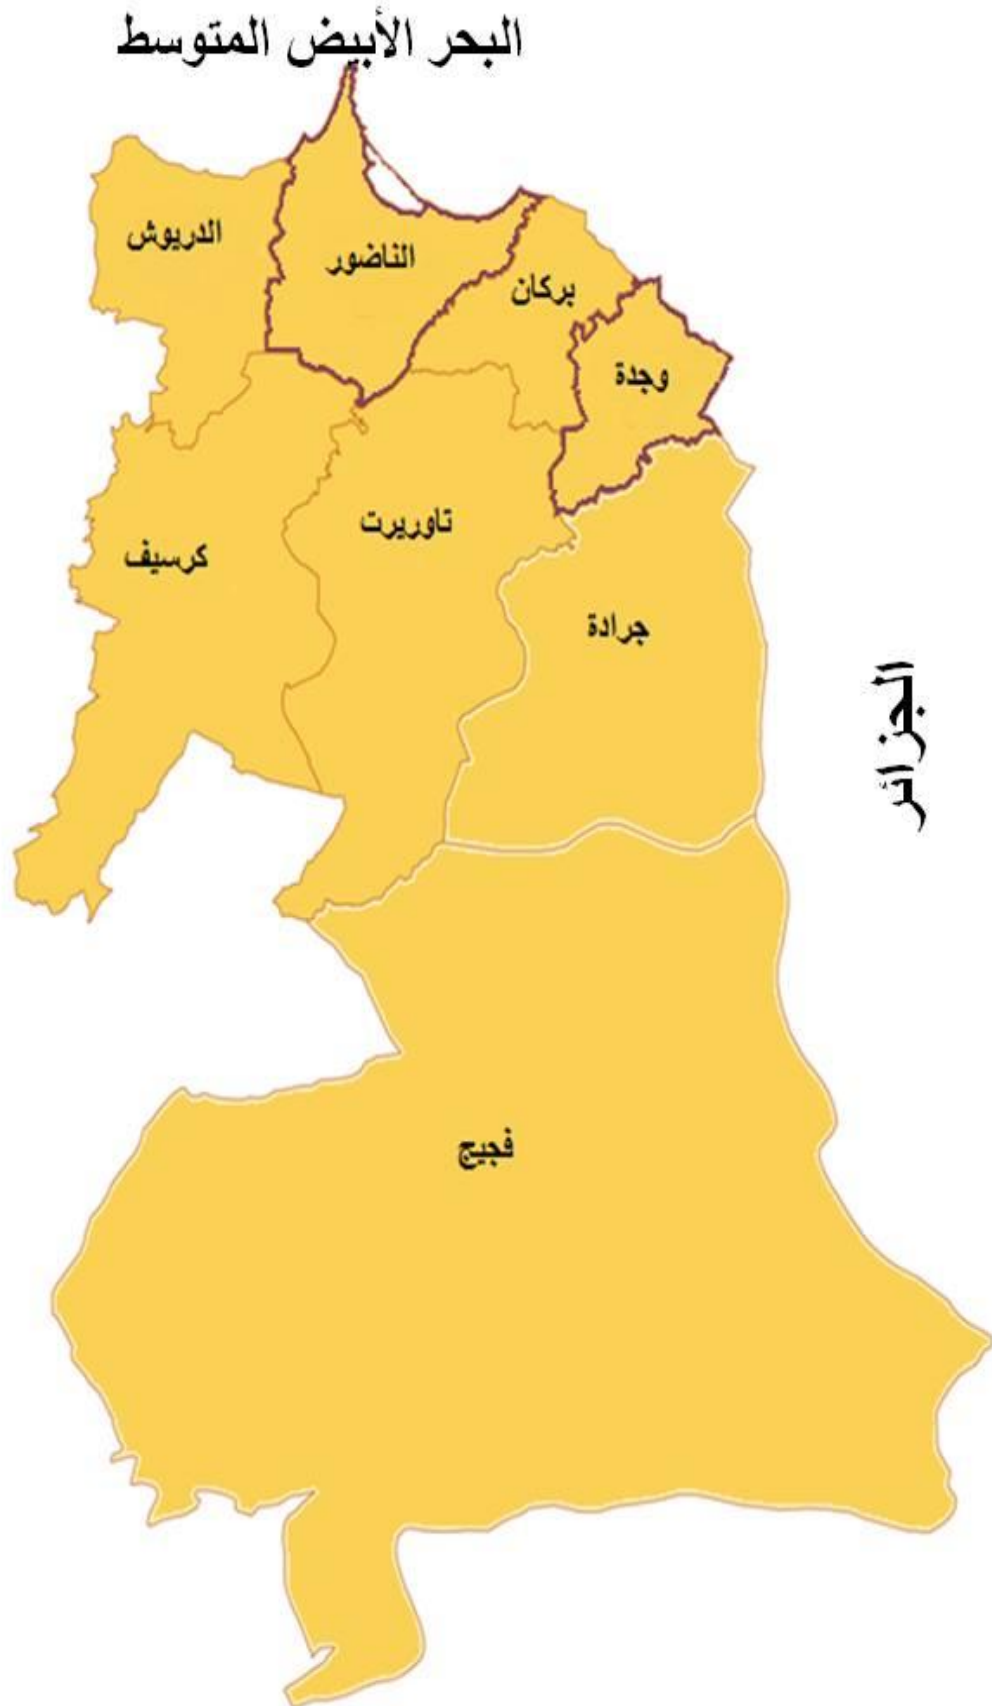 البحر الأبيض المتوسط
الدريوش
الناضور
بركان
وجدة
تاوريرت
كرسيف
جرادة
الجزائر
فجيج